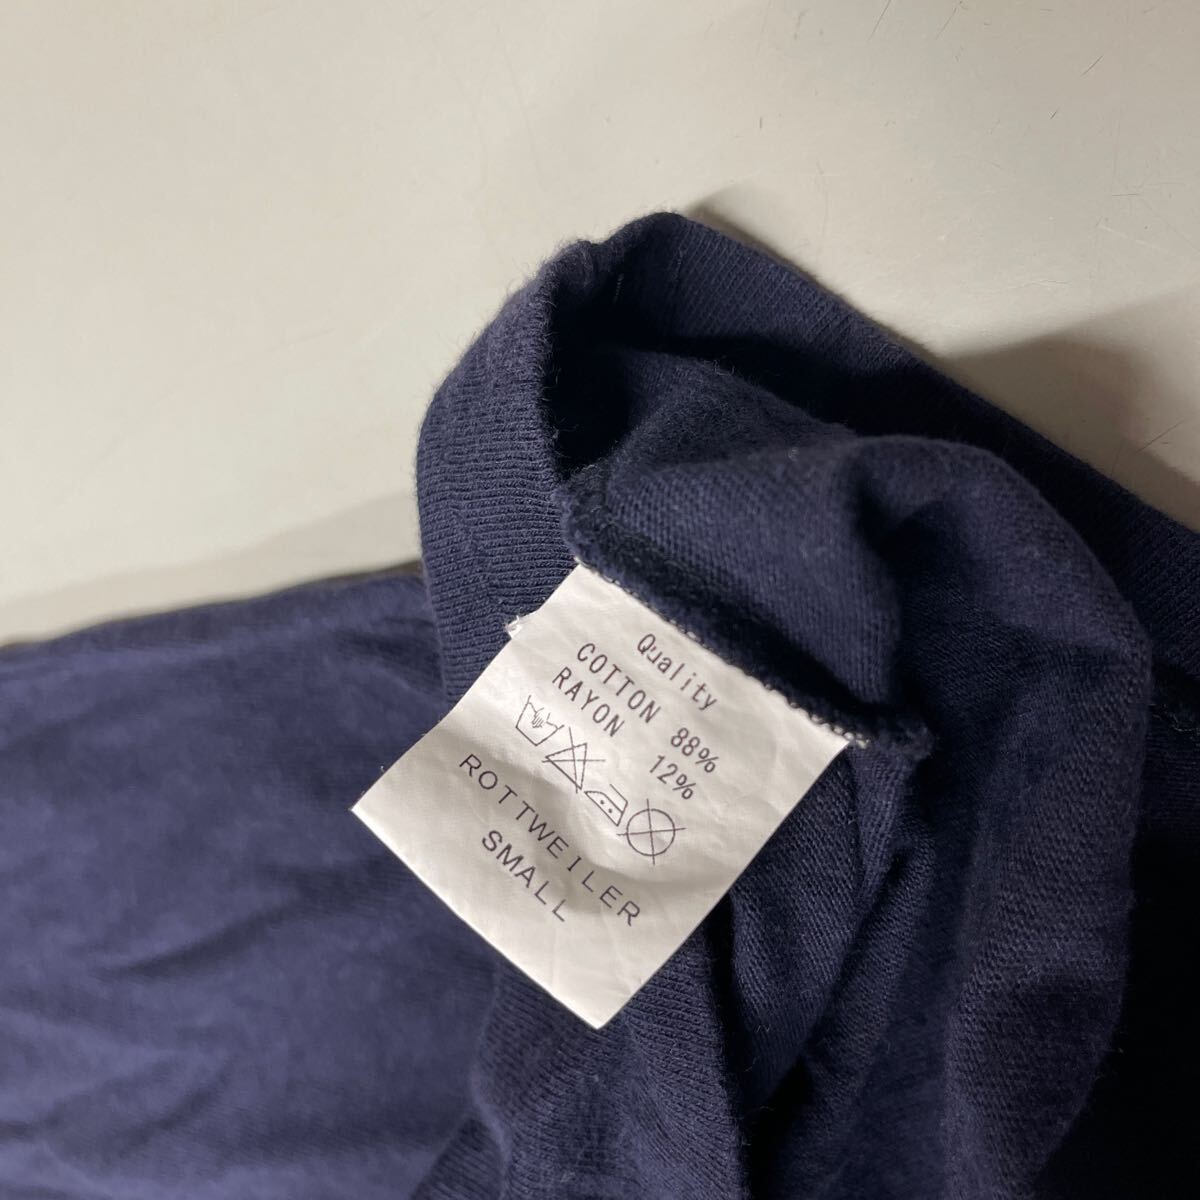 Quality
COTTON 88%
RAYON 12%
ROTTWEILER
SMALL